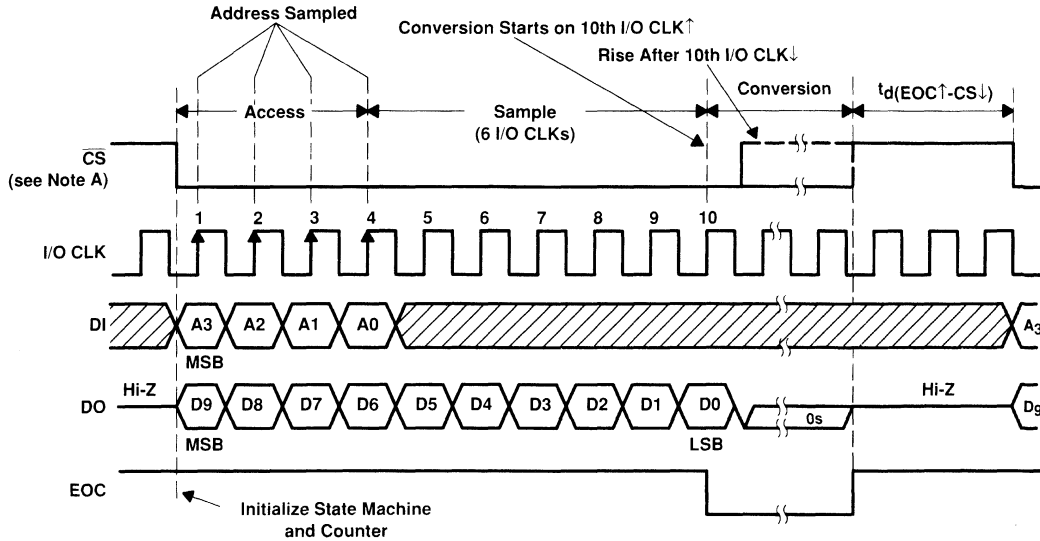 Address Sampled
Conversion Starts on 10th I/O CLK↑
Rise After 10th I/O CLK↓
Access
Sample
(6 I/O CLKs)
Conversion
td(EOC↑-CS↓)
CS
(see Note A)
1 2 3 4 5 6 7 8 9 10
I/O CLK
DI
A3 A2 A1 A0 A3
MSB
Hi-Z
DO
D9 D8 D7 D6 D5 D4 D3 D2 D1 D0 0s Hi-Z D9
MSB LSB
EOC
Initialize State Machine
and Counter